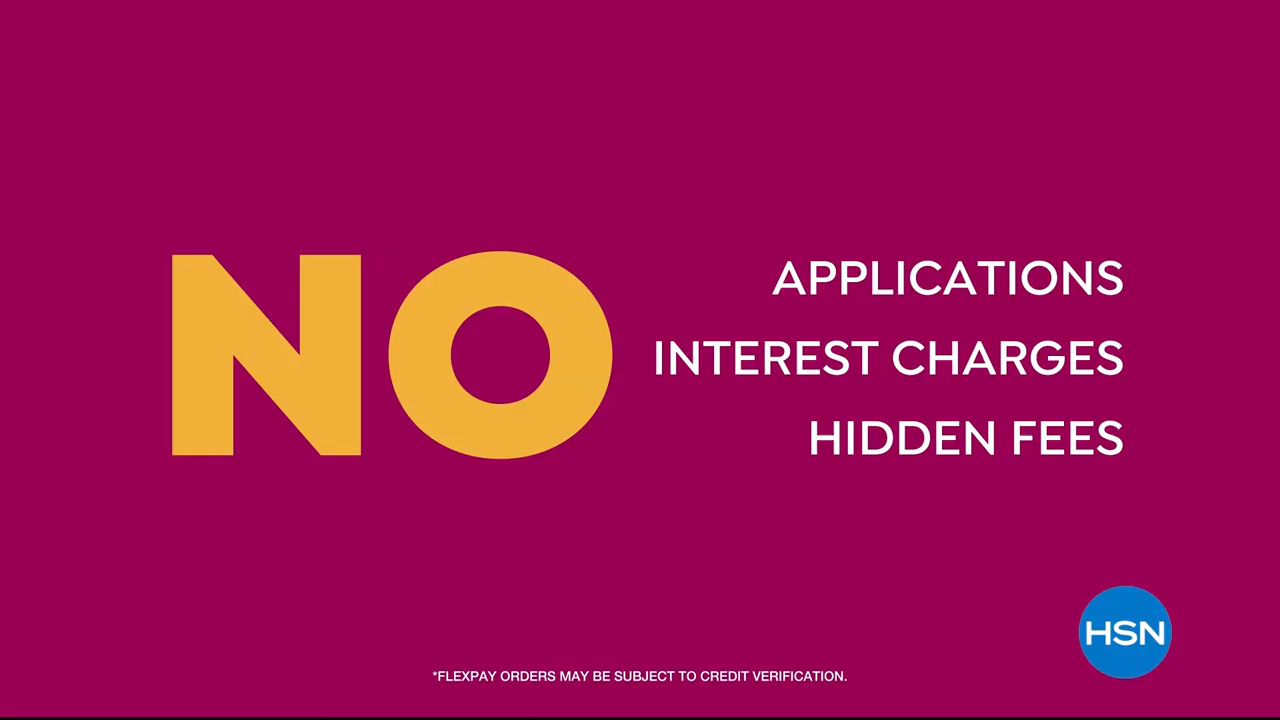 NO
APPLICATIONS
INTEREST CHARGES
HIDDEN FEES
HSN
*FLEXPAY ORDERS MAY BE SUBJECT TO CREDIT VERIFICATION.